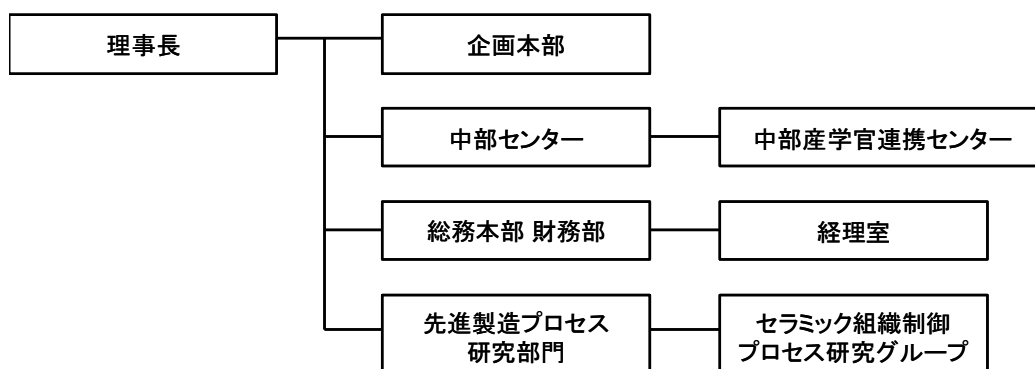 理事長
企画本部
中部センター
中部産学官連携センター
総務本部 財務部
経理室
先進製造プロセス
研究部門
セラミック組織制御
プロセス研究グループ